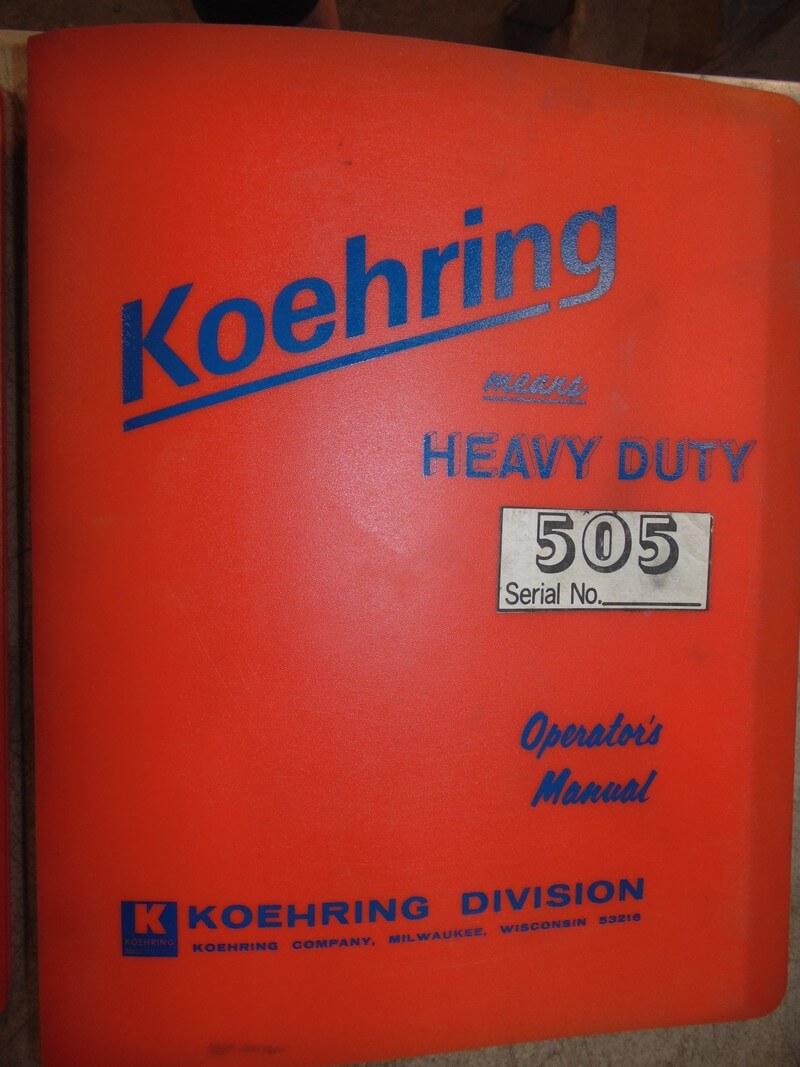 Koehring
means
HEAVY DUTY
505
Serial No.
Operator's
Manual
K
KOEHRING
KOEHRING DIVISION
KOEHRING COMPANY, MILWAUKEE, WISCONSIN 53216